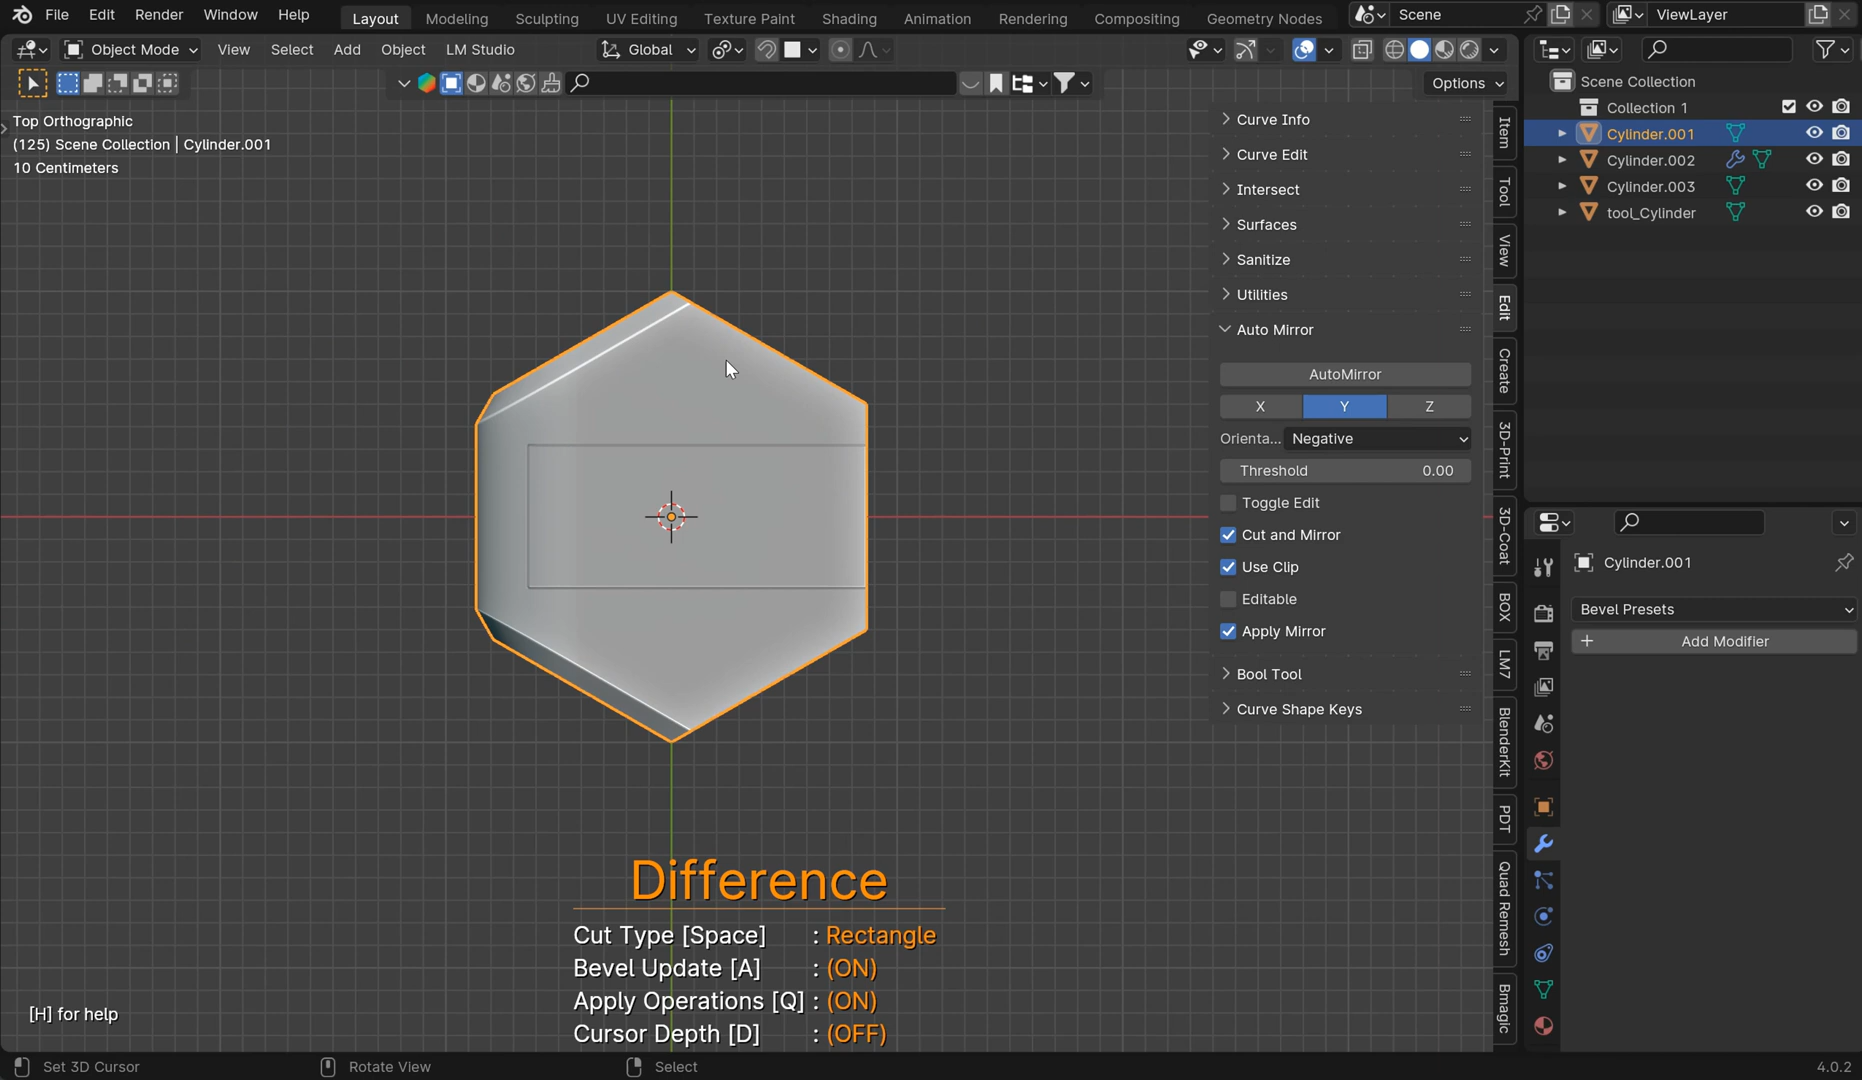 File Edit Render Window Help Layout Modeling Sculpting UV Editing Texture Paint Shading Animation Rendering Compositing Geometry Nodes Scene ViewLayer
Object Mode View Select Add Object LM Studio Global
Options
Top Orthographic
(125) Scene Collection | Cylinder.001
10 Centimeters
Curve Info
Curve Edit
Intersect
Surfaces
Sanitize
Utilities
Auto Mirror
AutoMirror
X Y Z
Orienta... Negative
Threshold 0.00
Toggle Edit
Cut and Mirror
Use Clip
Editable
Apply Mirror
Bool Tool
Curve Shape Keys
Item
Tool
View
Edit
Create
3D-Print
3D-Coat
BOX
LM7
BlenderKit
PDT
Quad Remesh
Bmagic
Scene Collection
Collection 1
Cylinder.001
Cylinder.002
Cylinder.003
tool_Cylinder
Cylinder.001
Bevel Presets
+ Add Modifier
Difference
Cut Type [Space] : Rectangle
Bevel Update [A] : (ON)
Apply Operations [Q] : (ON)
Cursor Depth [D] : (OFF)
[H] for help
Set 3D Cursor Rotate View Select 4.0.2